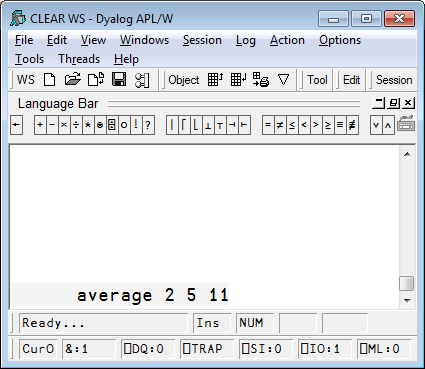 CLEAR WS - Dyalog APL/W
File Edit View Windows Session Log Action Options
Tools Threads Help
WS Object Tool Edit Session
Language Bar
← + - × ÷ * ⍟ ⌹ ○ ! ? | ⌈ ⌊ ⊥ ⊤ ⊣ ⊢ = ≠ ≤ < > ≥ ≡ ≢ ∨ ∧
average 2 5 11
Ready... Ins NUM
CurO &:1 ⎕DQ:0 ⎕TRAP ⎕SI:0 ⎕IO:1 ⎕ML:0